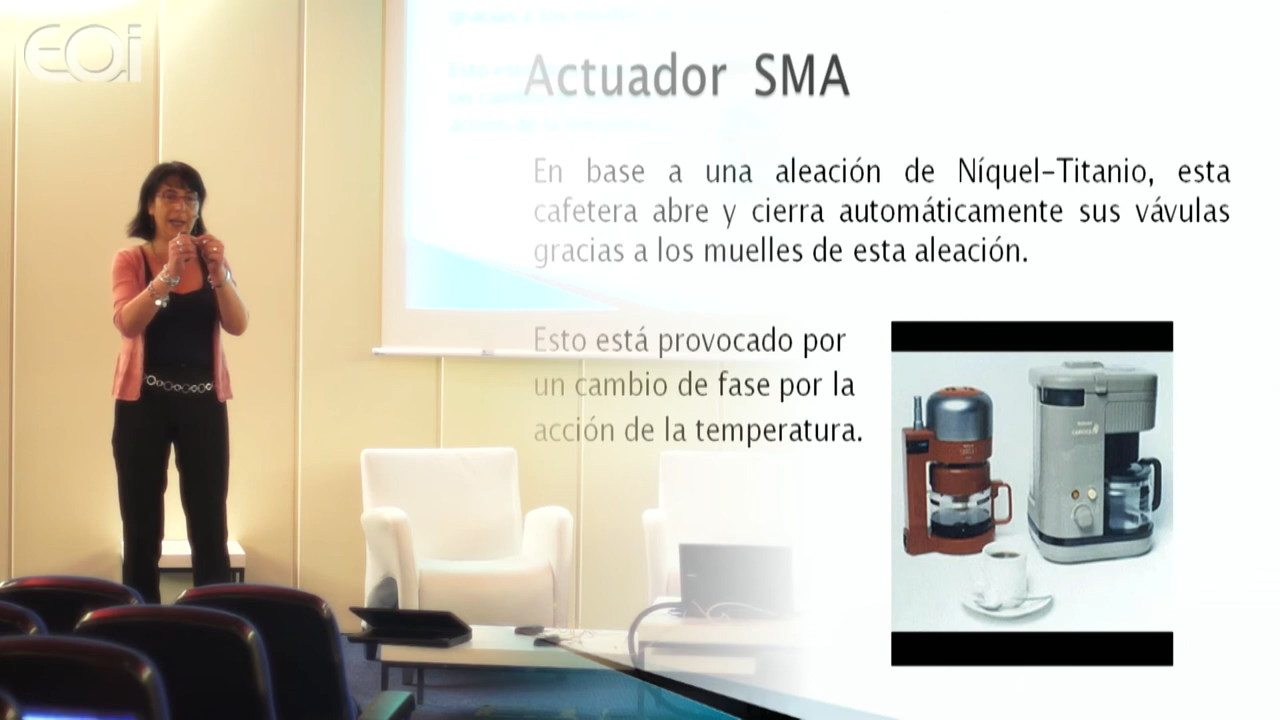 EOi
Actuador SMA
En base a una aleación de Níquel-Titanio, esta
cafetera abre y cierra automáticamente sus vávulas
gracias a los muelles de esta aleación.
Esto está provocado por
un cambio de fase por la
acción de la temperatura.